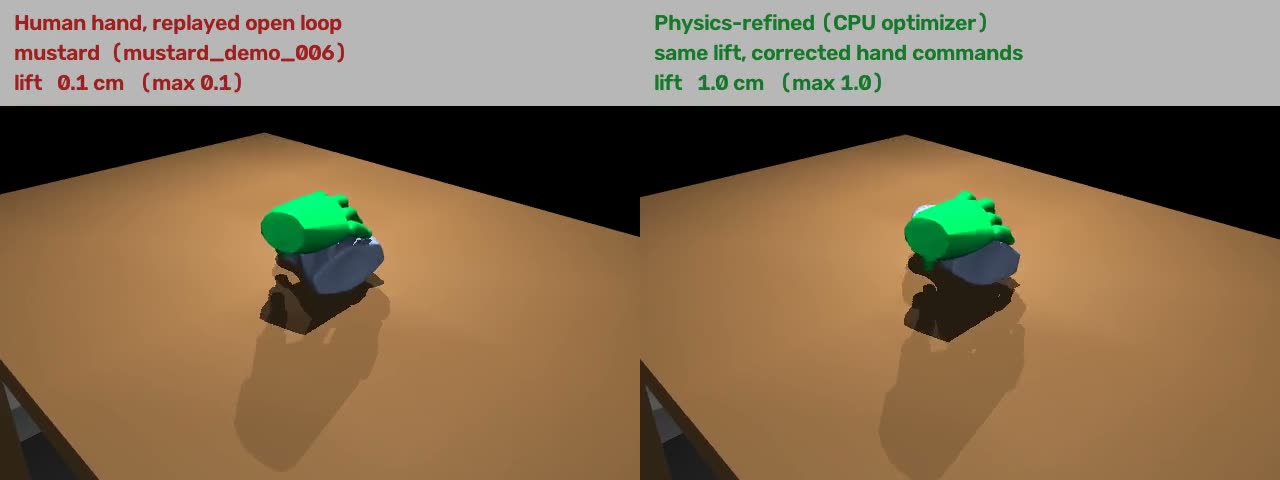 Human hand, replayed open loop
mustard (mustard_demo_006)
lift 0.1 cm (max 0.1)
Physics-refined (CPU optimizer)
same lift, corrected hand commands
lift 1.0 cm (max 1.0)